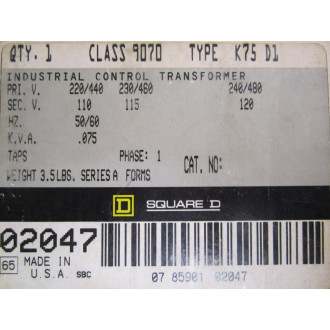 QTY. 1 CLASS 9070 TYPE K75 D1
INDUSTRIAL CONTROL TRANSFORMER
PRI. V. 220/440 230/460 240/480
SEC. V. 110 115 120
HZ. 50/60
K.V.A. .075
TAPS PHASE: 1 CAT. NO:
WEIGHT 3.5LBS. SERIES A FORMS
D SQUARE D
02047
65 MADE IN
U.S.A. SBC
07 85901 02047